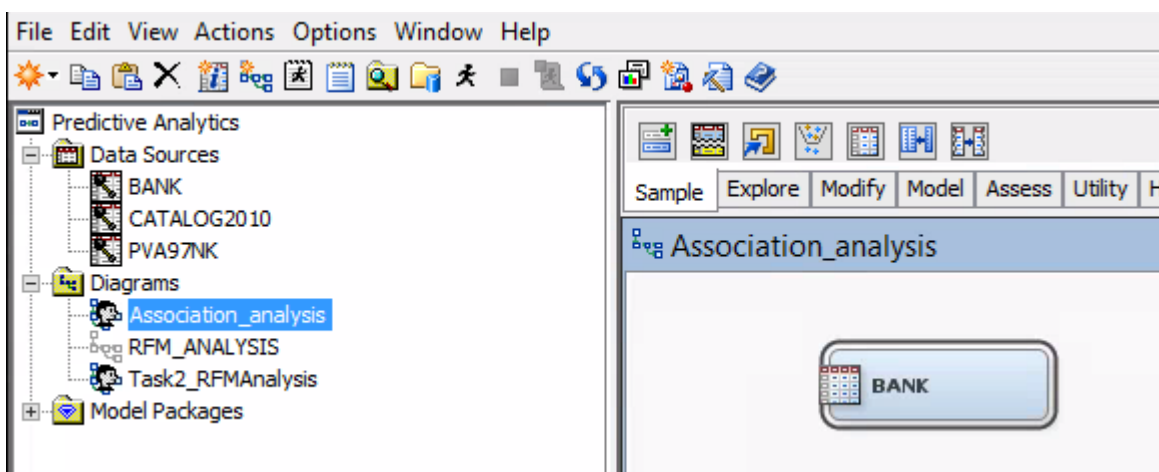 File Edit View Actions Options Window Help
Predictive Analytics
Data Sources
BANK
CATALOG2010
PVA97NK
Diagrams
Association_analysis
RFM_ANALYSIS
Task2_RFMAnalysis
Model Packages
Sample Explore Modify Model Assess Utility H
Association_analysis
BANK